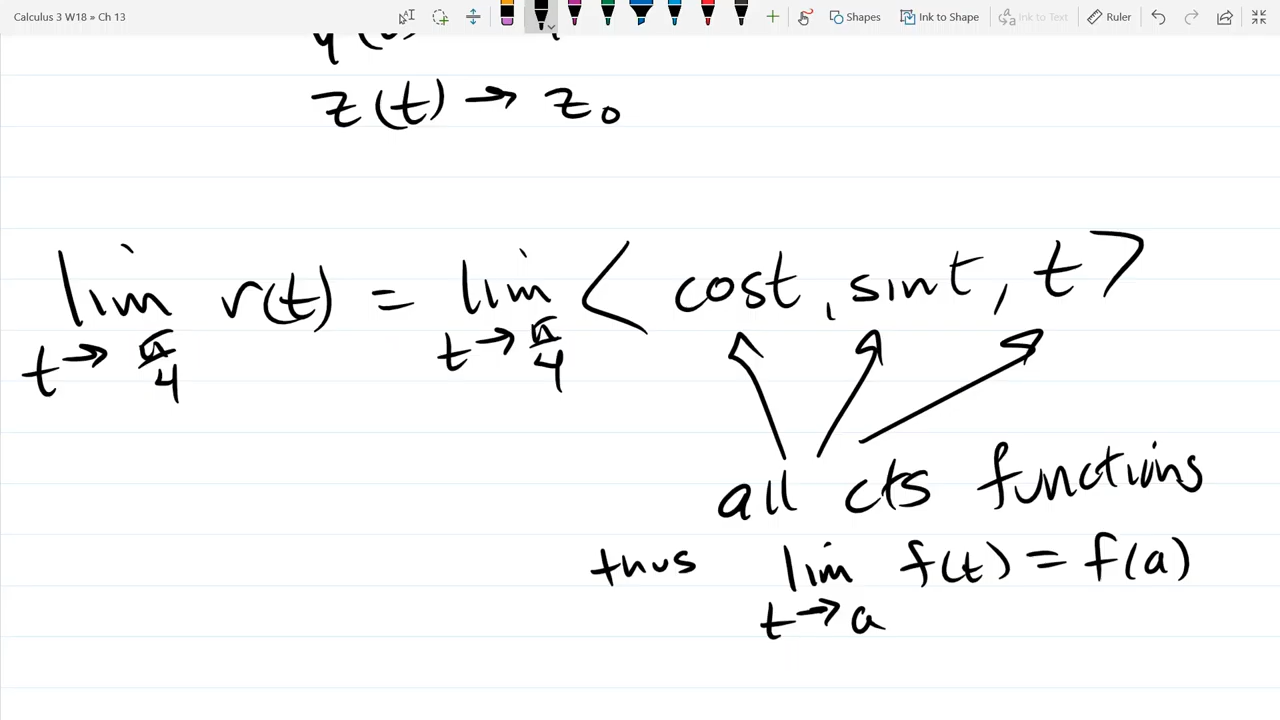 Calculus 3 W18 » Ch 13
Shapes Ink to Shape Ink to Text Ruler
z(t) → z₀
lim r(t) = lim < cost, sint, t >
t → π/4 t → π/4
all cts functions
thus lim f(t) = f(a)
t → a